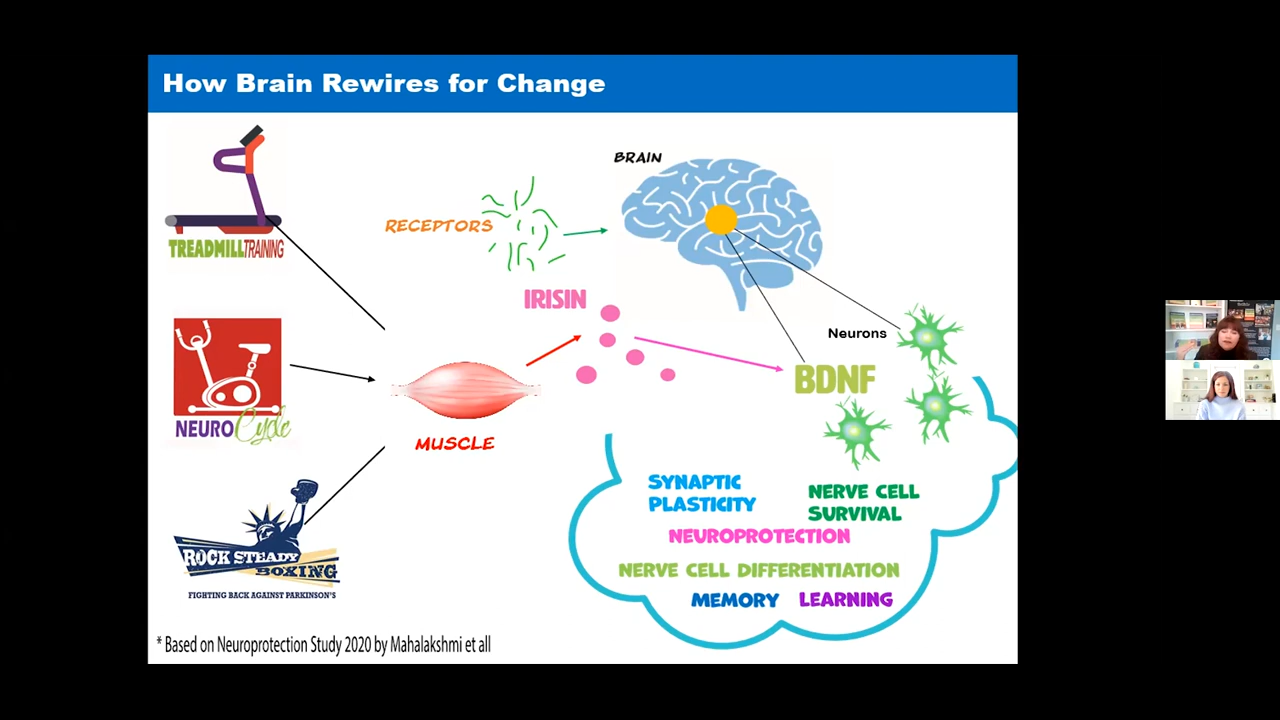 How Brain Rewires for Change
BRAIN
RECEPTORS
TREADMILLTRAINING
IRISIN
Neurons
BDNF
NEURO Cycle
MUSCLE
SYNAPTIC
PLASTICITY
NERVE CELL
SURVIVAL
NEUROPROTECTION
NERVE CELL DIFFERENTIATION
MEMORY LEARNING
ROCK STEADY
BOXING
FIGHTING BACK AGAINST PARKINSON'S
* Based on Neuroprotection Study 2020 by Mahalakshmi et all